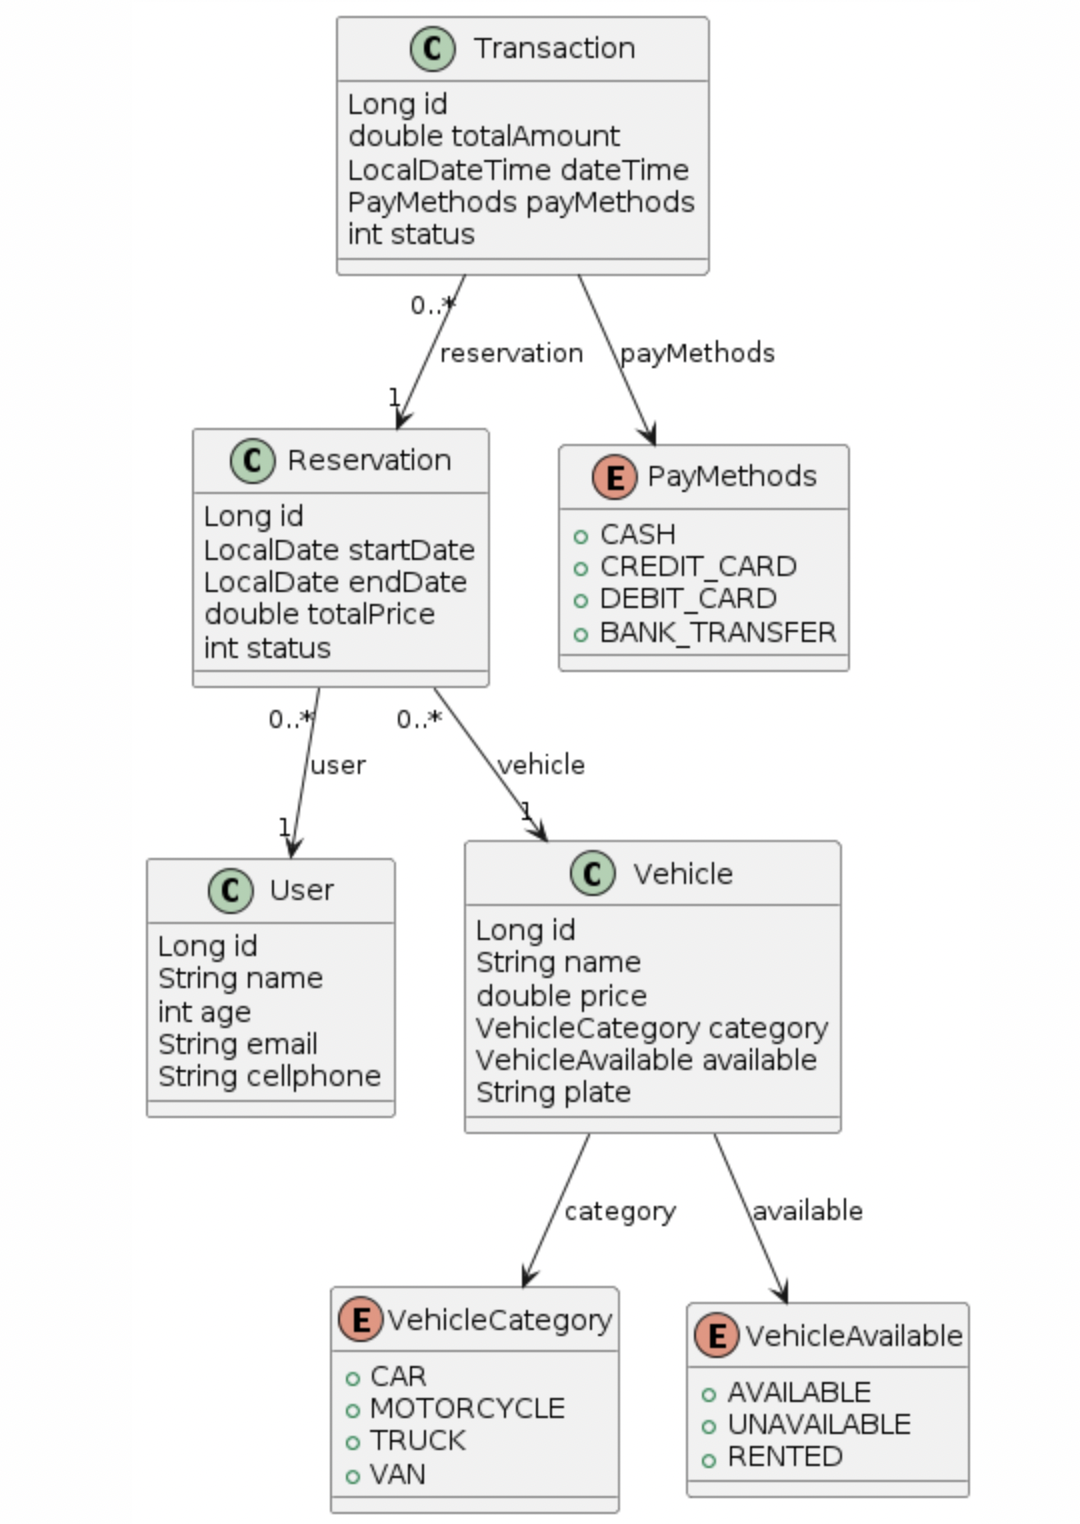 C Transaction
Long id
double totalAmount
LocalDateTime dateTime
PayMethods payMethods
int status
0..*
reservation
payMethods
1
C Reservation
Long id
LocalDate startDate
LocalDate endDate
double totalPrice
int status
E PayMethods
CASH
CREDIT_CARD
DEBIT_CARD
BANK_TRANSFER
0..*
0..*
user
vehicle
1
1
C User
Long id
String name
int age
String email
String cellphone
C Vehicle
Long id
String name
double price
VehicleCategory category
VehicleAvailable available
String plate
category
available
E VehicleCategory
CAR
MOTORCYCLE
TRUCK
VAN
E VehicleAvailable
AVAILABLE
UNAVAILABLE
RENTED